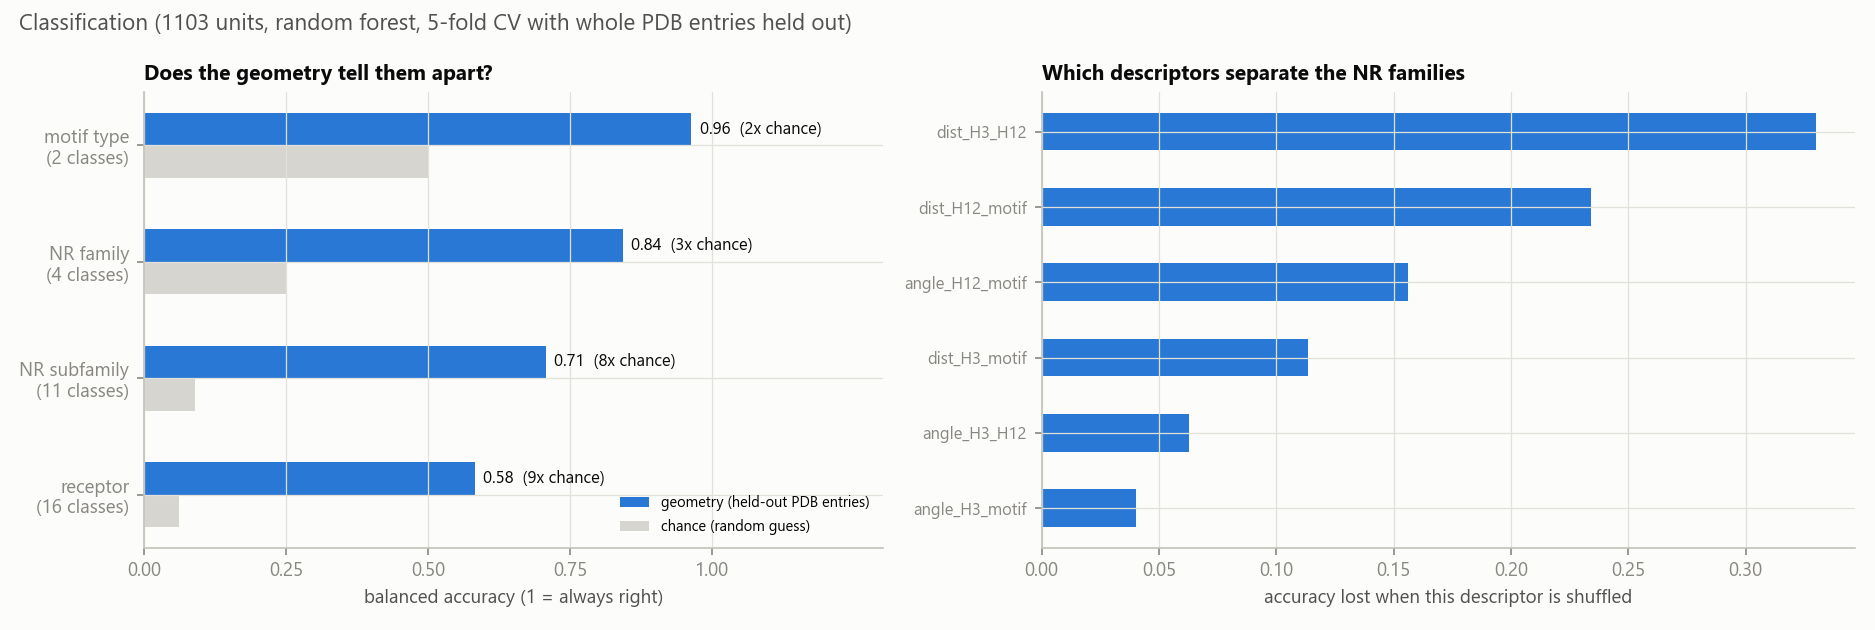 Classification (1103 units, random forest, 5-fold CV with whole PDB entries held out)
Does the geometry tell them apart?
motif type
(2 classes)
0.96 (2x chance)
NR family
(4 classes)
0.84 (3x chance)
NR subfamily
(11 classes)
0.71 (8x chance)
receptor
(16 classes)
0.58 (9x chance)
geometry (held-out PDB entries)
chance (random guess)
0.00 0.25 0.50 0.75 1.00
balanced accuracy (1 = always right)
Which descriptors separate the NR families
dist_H3_H12
dist_H12_motif
angle_H12_motif
dist_H3_motif
angle_H3_H12
angle_H3_motif
0.00 0.05 0.10 0.15 0.20 0.25 0.30
accuracy lost when this descriptor is shuffled